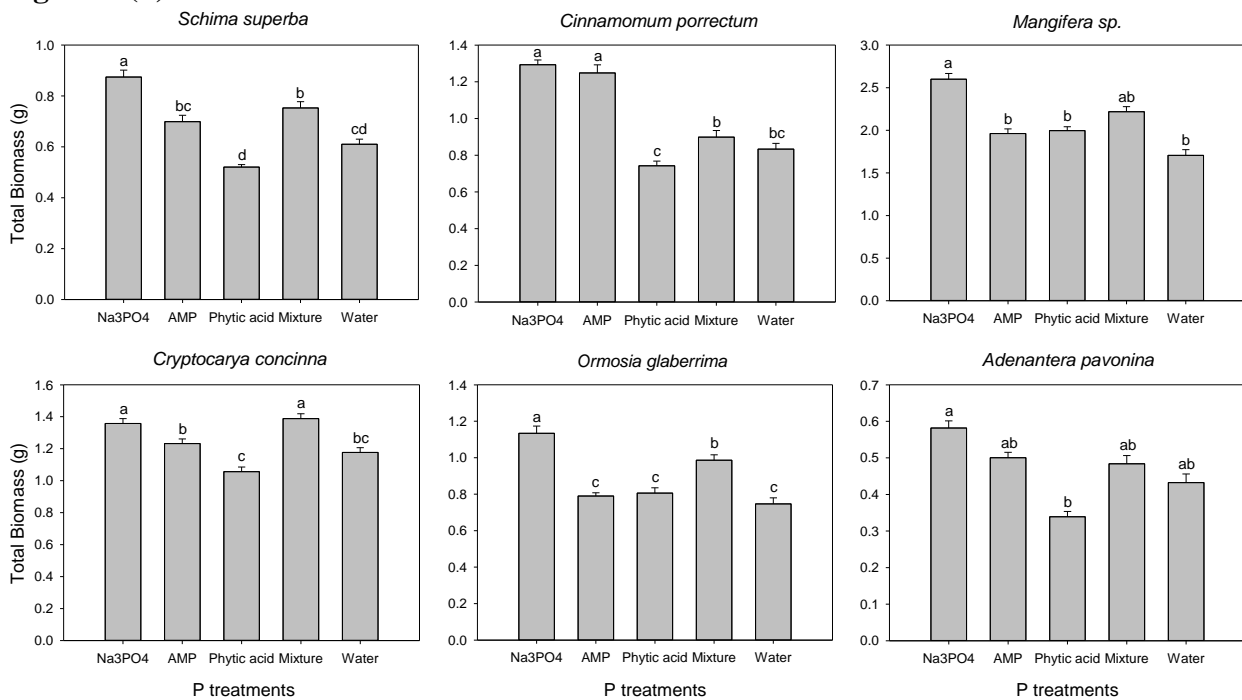 Schima superba
Cinnamomum porrectum
Mangifera sp.
Total Biomass (g)
1.0
0.8
0.6
0.4
0.2
0.0
a
bc
d
b
cd
Na3PO4 AMP Phytic acid Mixture Water
1.4
1.2
1.0
0.8
0.6
0.4
0.2
0.0
a
a
c
b
bc
Na3PO4 AMP Phytic acid Mixture Water
3.0
2.5
2.0
1.5
1.0
0.5
0.0
a
b
b
ab
b
Na3PO4 AMP Phytic acid Mixture Water
Cryptocarya concinna
Ormosia glaberrima
Adenantera pavonina
Total Biomass (g)
1.6
1.4
1.2
1.0
0.8
0.6
0.4
0.2
0.0
a
b
c
a
bc
Na3PO4 AMP Phytic acid Mixture Water
P treatments
1.4
1.2
1.0
0.8
0.6
0.4
0.2
0.0
a
c
c
b
c
Na3PO4 AMP Phytic acid Mixture Water
P treatments
0.7
0.6
0.5
0.4
0.3
0.2
0.1
0.0
a
ab
b
ab
ab
Na3PO4 AMP Phytic acid Mixture Water
P treatments